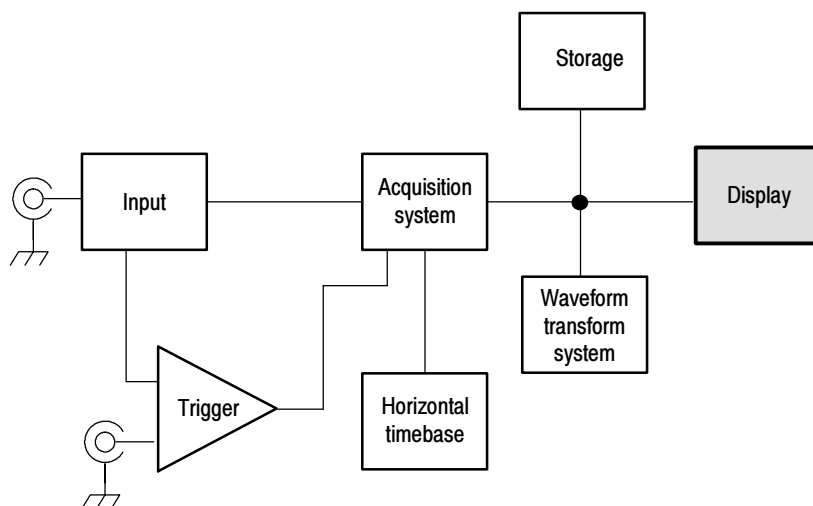 Storage
Input
Acquisition
system
Display
Waveform
transform
system
Trigger
Horizontal
timebase